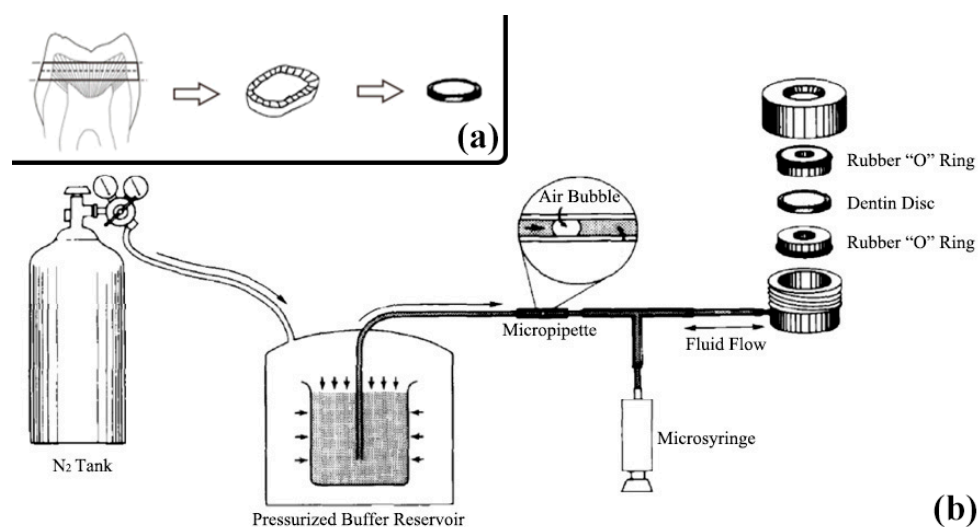 (a)
Rubber “O” Ring
Air Bubble
Dentin Disc
Rubber “O” Ring
Micropipette
Fluid Flow
Microsyringe
N₂ Tank
Pressurized Buffer Reservoir
(b)